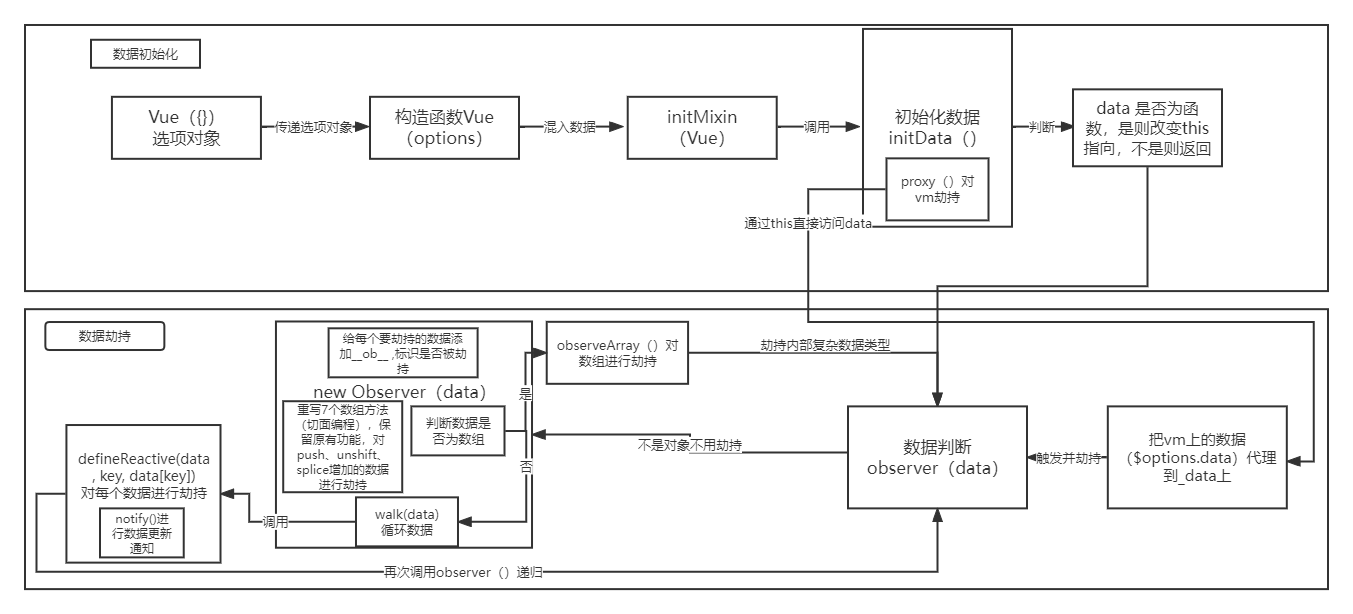 数据初始化
Vue（{}）
选项对象
传递选项对象
构造函数Vue
（options）
混入数据
initMixin
（Vue）
调用
初始化数据
initData（）
proxy（）对
vm劫持
判断
data 是否为函
数，是则改变this
指向，不是则返回
通过this直接访问data
数据劫持
给每个要劫持的数据添
加__ob__ ,标识是否被劫
持
new Observer（data）
重写7个数组方法
（切面编程），保
留原有功能，对
push、unshift、
splice增加的数据
进行劫持
判断数据是
否为数组
是
否
walk(data)
循环数据
observeArray（）对
数组进行劫持
劫持内部复杂数据类型
不是对象不用劫持
数据判断
observer（data）
触发并劫持
把vm上的数据
（$options.data）代理
到_data上
调用
defineReactive(data
, key, data[key])
对每个数据进行劫持
notify()进
行数据更新
通知
再次调用observer（）递归